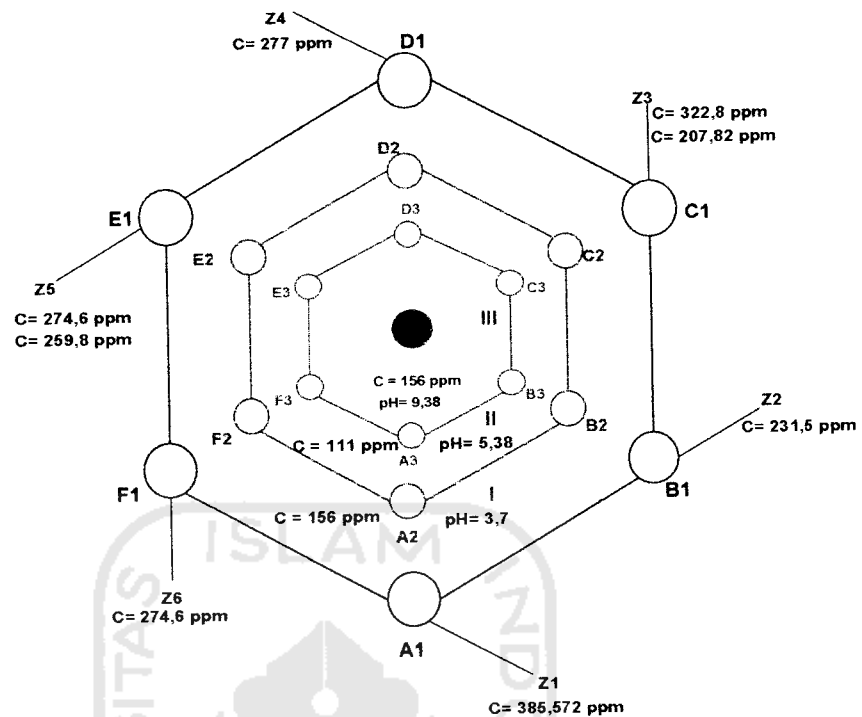 Z4
C= 277 ppm
D1
Z3
C= 322,8 ppm
C= 207,82 ppm
D2
E1
C1
D3
E2
C2
E3
C3
Z5
III
C= 274,6 ppm
C= 259,8 ppm
C = 156 ppm
pH= 9,38
F3
B3
Z2
C= 231,5 ppm
II
F2
B2
C = 111 ppm
pH= 5,38
A3
F1
B1
I
C = 156 ppm
pH= 3,7
A2
ISLAM
SITAS
IND
Z6
C= 274,6 ppm
A1
Z1
C= 385,572 ppm